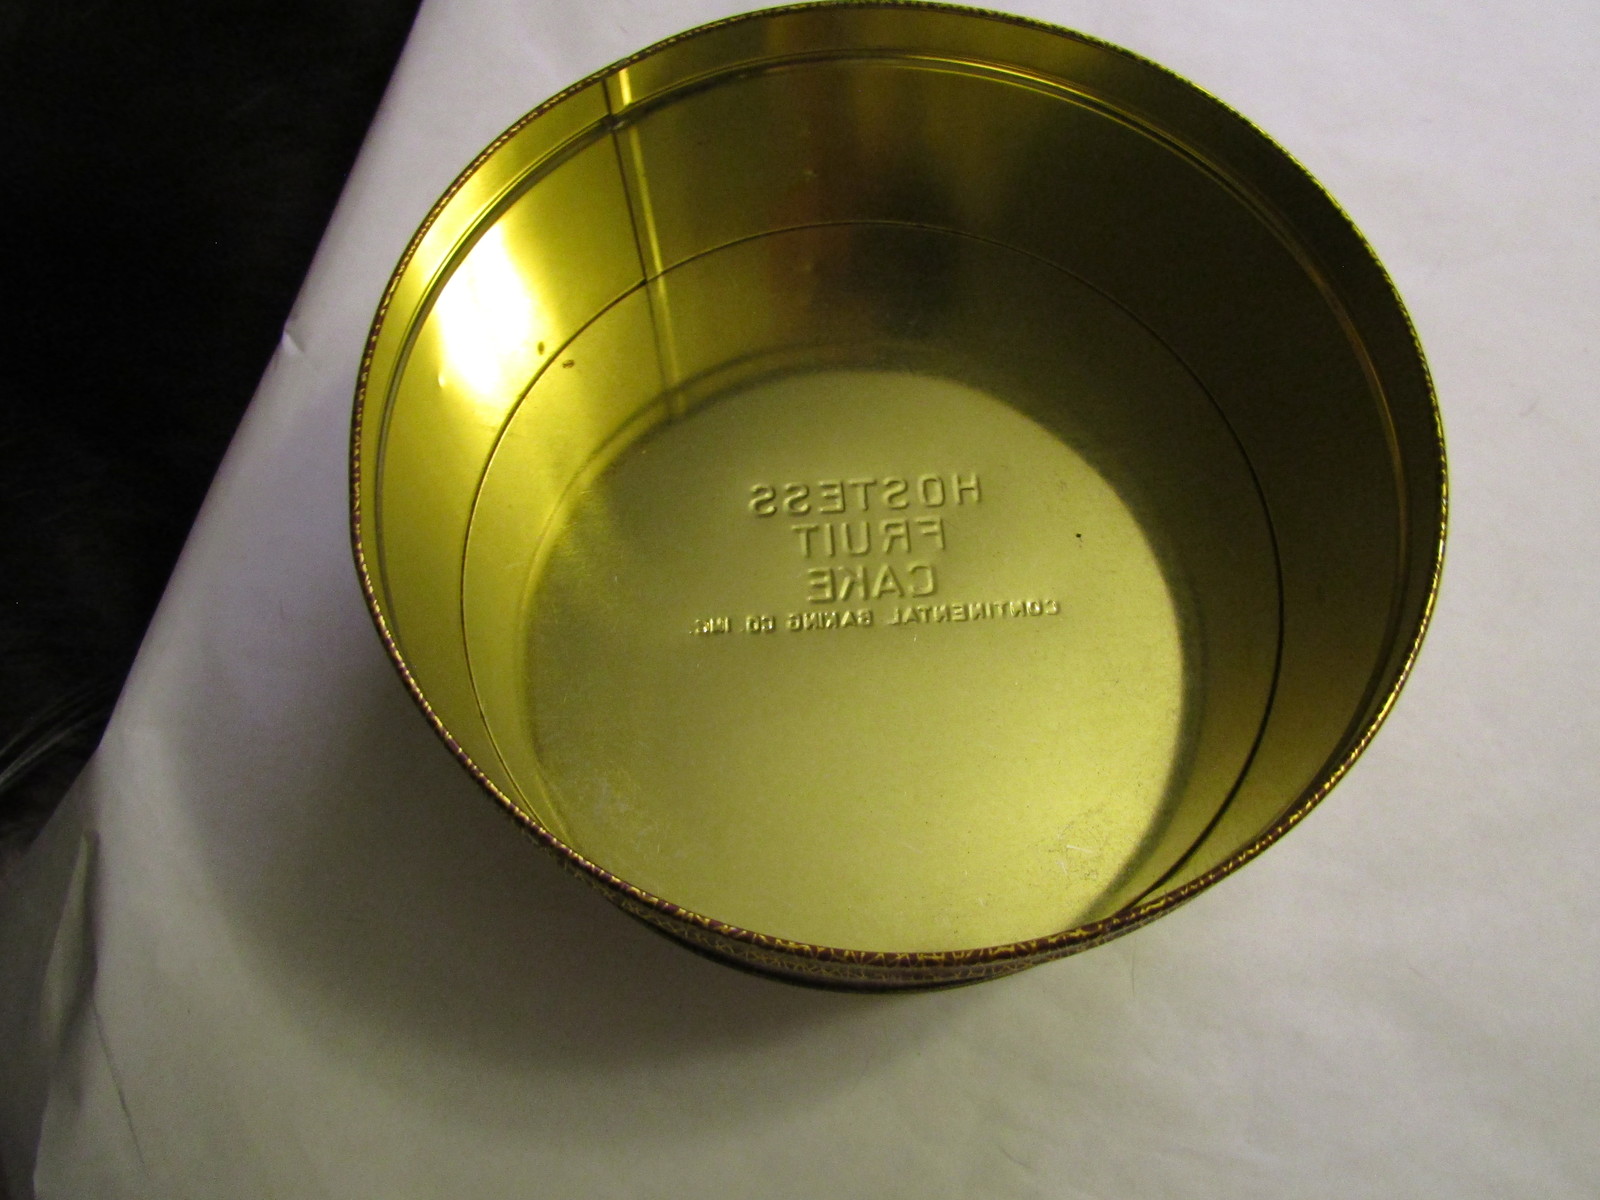 HOSTESS
FRUIT
CAKE
CONTINENTAL BAKING CO. INC.